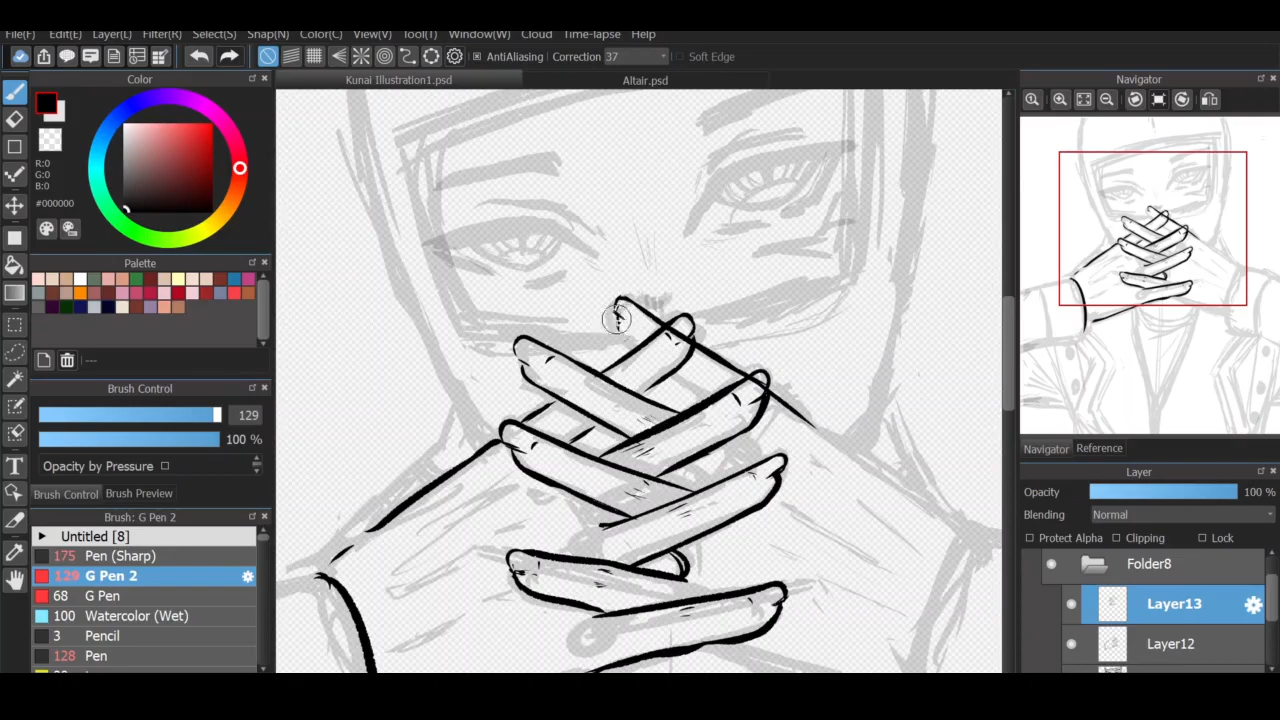 File(F) Edit(E) Layer(L) Filter(R) Select(S) Snap(N) Color(C) View(V) Tool(T) Window(W) Cloud Time-lapse Help
AntiAliasing Correction 37 Soft Edge
Color
Kunai Illustration1.psd Altair.psd
Navigator
R:0
G:0
B:0
#000000
Palette
---
Brush Control
129
100 %
Opacity by Pressure
Brush Control Brush Preview
Brush: G Pen 2
Untitled [8]
175 Pen (Sharp)
129 G Pen 2
68 G Pen
100 Watercolor (Wet)
3 Pencil
128 Pen
Navigator Reference
Layer
Opacity 100 %
Blending Normal
Protect Alpha Clipping Lock
Folder8
Layer13
Layer12